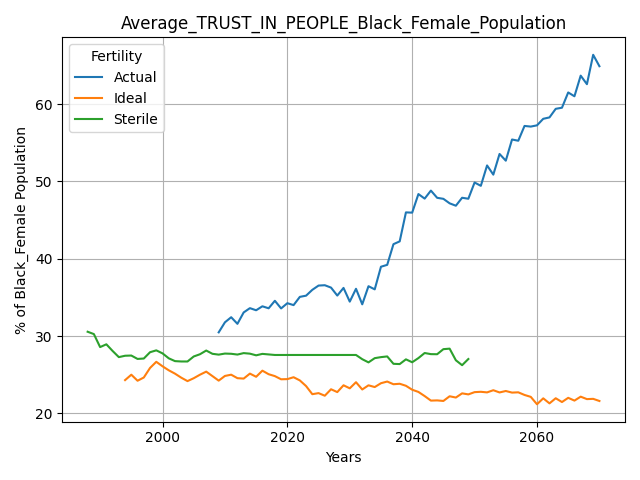 Average_TRUST_IN_PEOPLE_Black_Female_Population
Fertility
Actual
Ideal
Sterile
% of Black_Female Population
60
50
40
30
20
2000
2020
2040
2060
Years